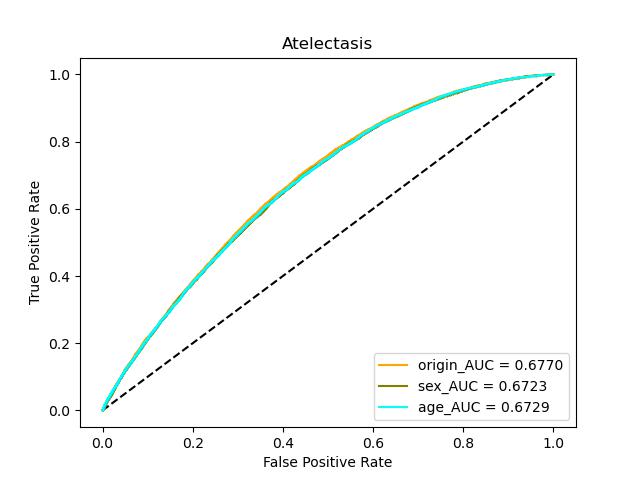 Atelectasis
True Positive Rate
1.0
0.8
0.6
0.4
0.2
0.0
origin_AUC = 0.6770
sex_AUC = 0.6723
age_AUC = 0.6729
0.0 0.2 0.4 0.6 0.8 1.0
False Positive Rate